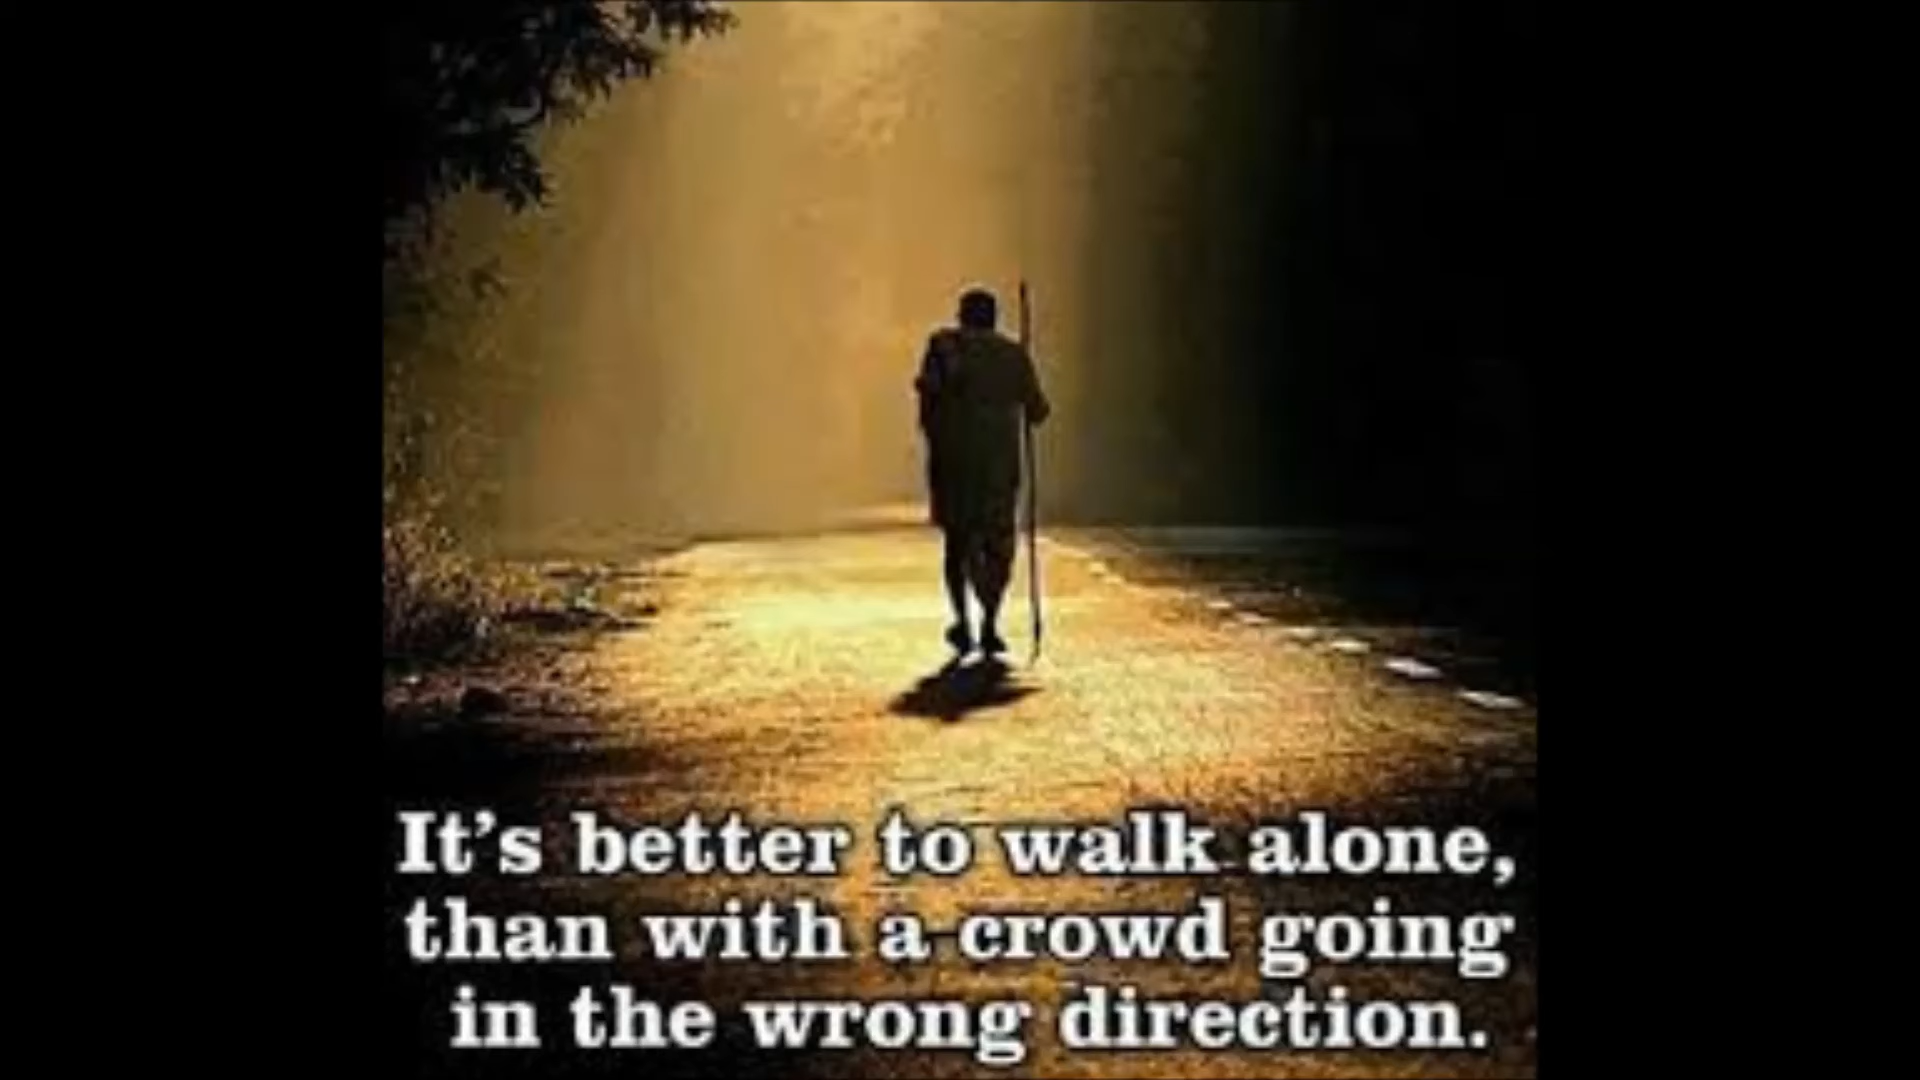 It's better to walk alone,
than with a crowd going
in the wrong direction.